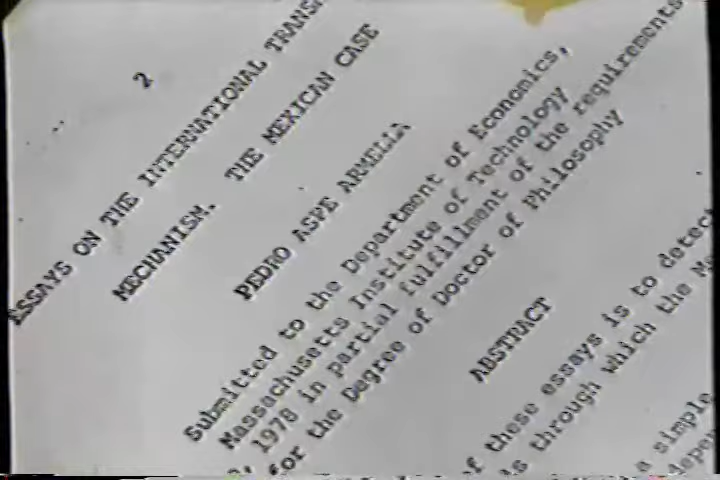 2
ESSAYS ON THE INTERNATIONAL
MECHANISM. THE MEXICAN CASE
PEDRO ASPE ARMELLA
Submitted to the Department of Economics,
Massachusetts Institute of Technology
1978 in partial fulfillment of the requirements
for the Degree of Doctor of Philosophy
ABSTRACT
of these essays is to detect
through which the
a simple